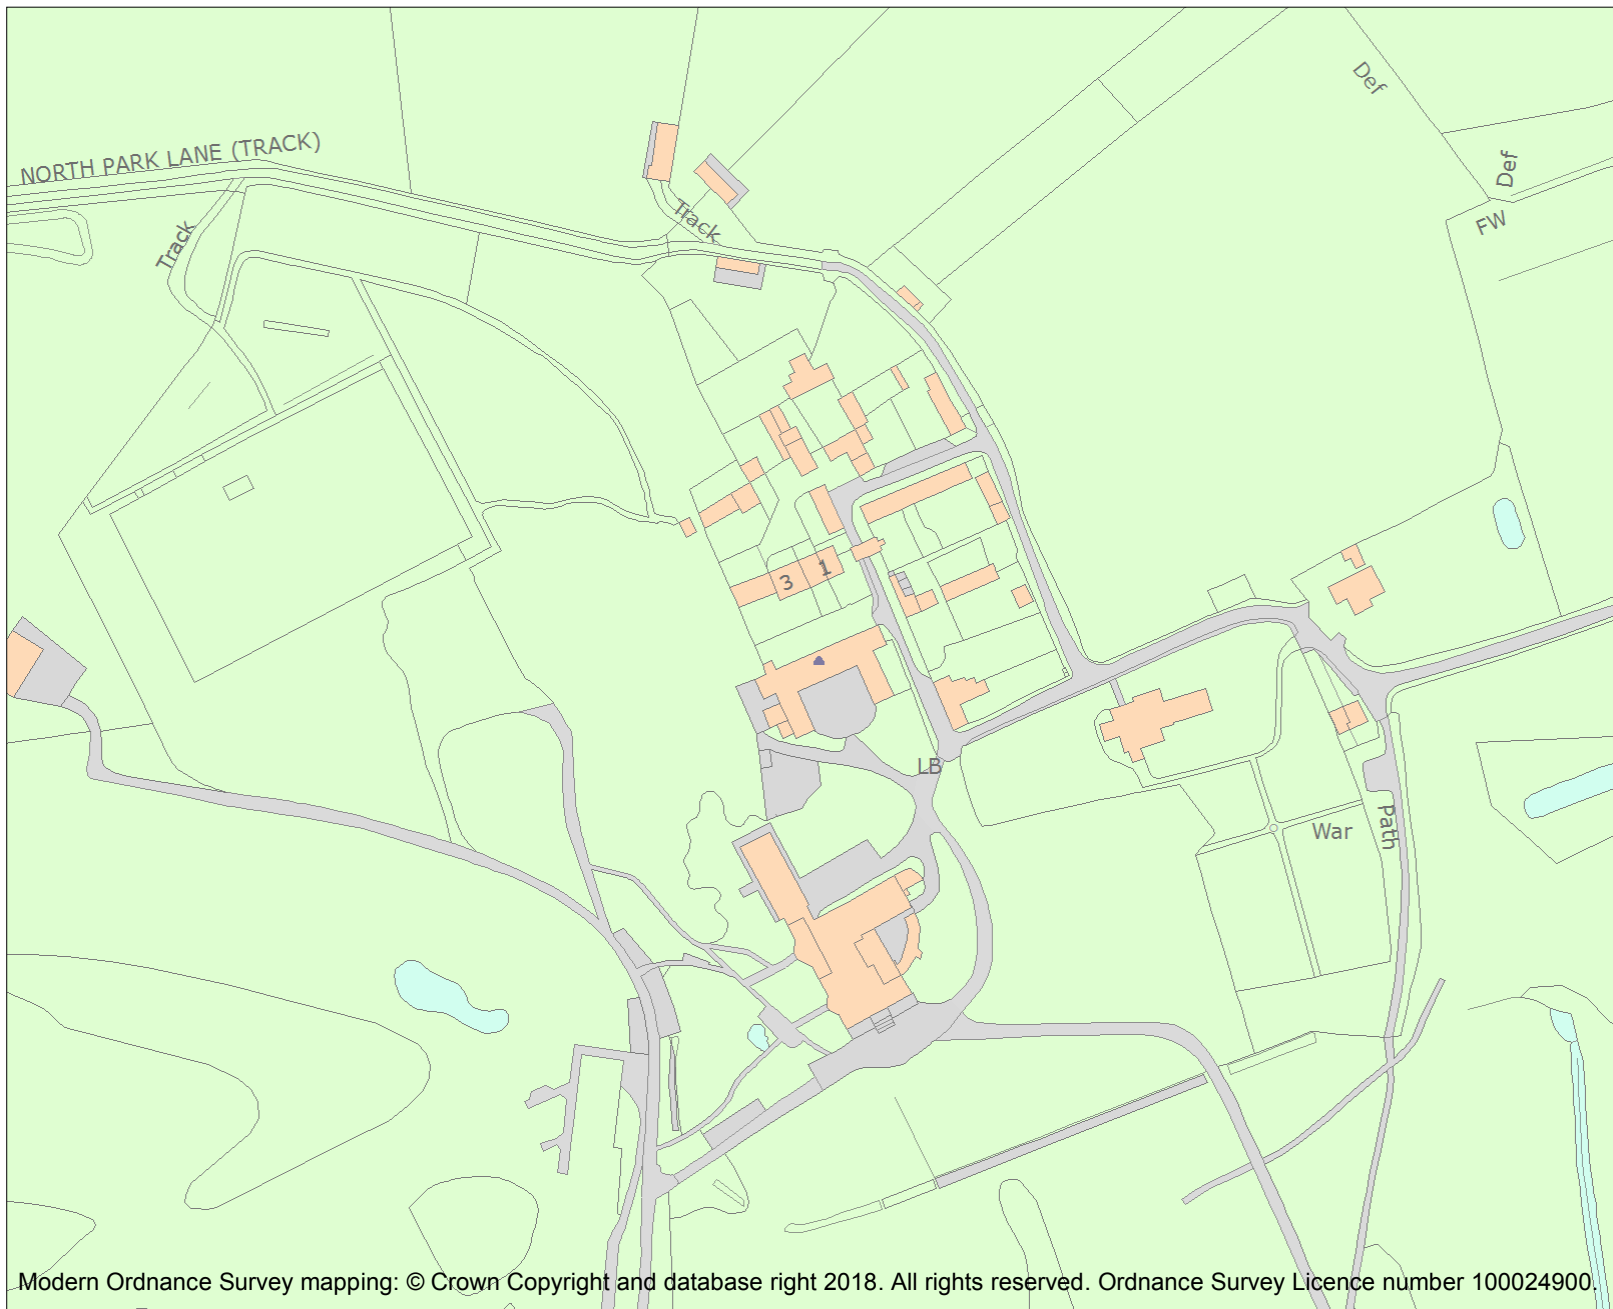 Def
NORTH PARK LANE (TRACK)
Def
Track
FW
Track
3
1
LB
Path
War
Modern Ordnance Survey mapping: © Crown Copyright and database right 2018. All rights reserved. Ordnance Survey Licence number 100024900.